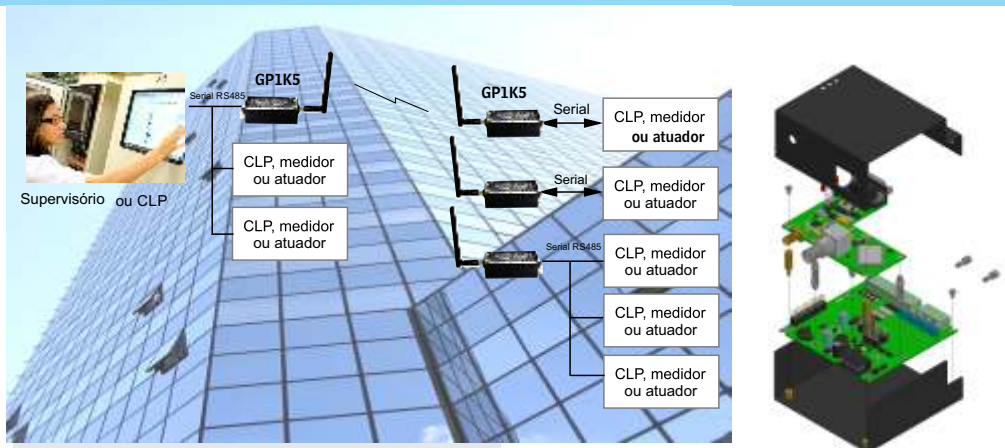 GP1K5
Serial RS485
Supervisório ou CLP
CLP, medidor
ou atuador
CLP, medidor
ou atuador
GP1K5
Serial
CLP, medidor
ou atuador
Serial
CLP, medidor
ou atuador
Serial RS485
CLP, medidor
ou atuador
CLP, medidor
ou atuador
CLP, medidor
ou atuador